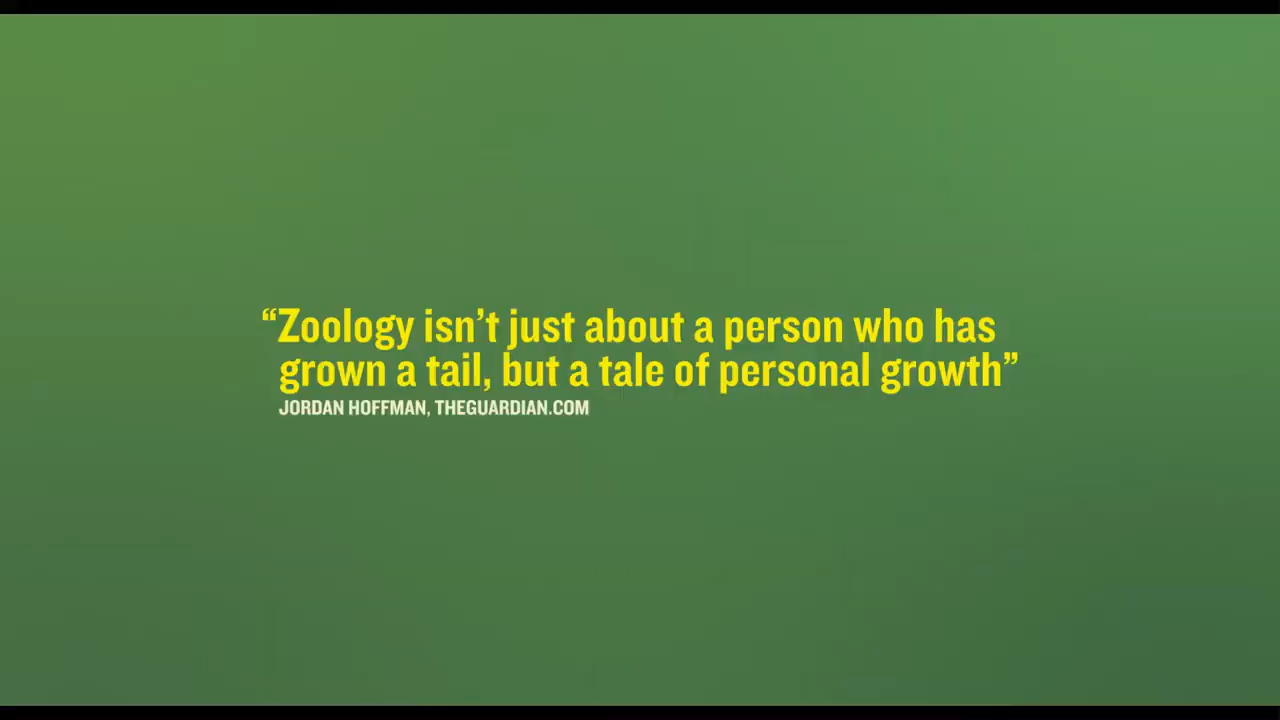 “Zoology isn’t just about a person who has
grown a tail, but a tale of personal growth”
JORDAN HOFFMAN, THEGUARDIAN.COM